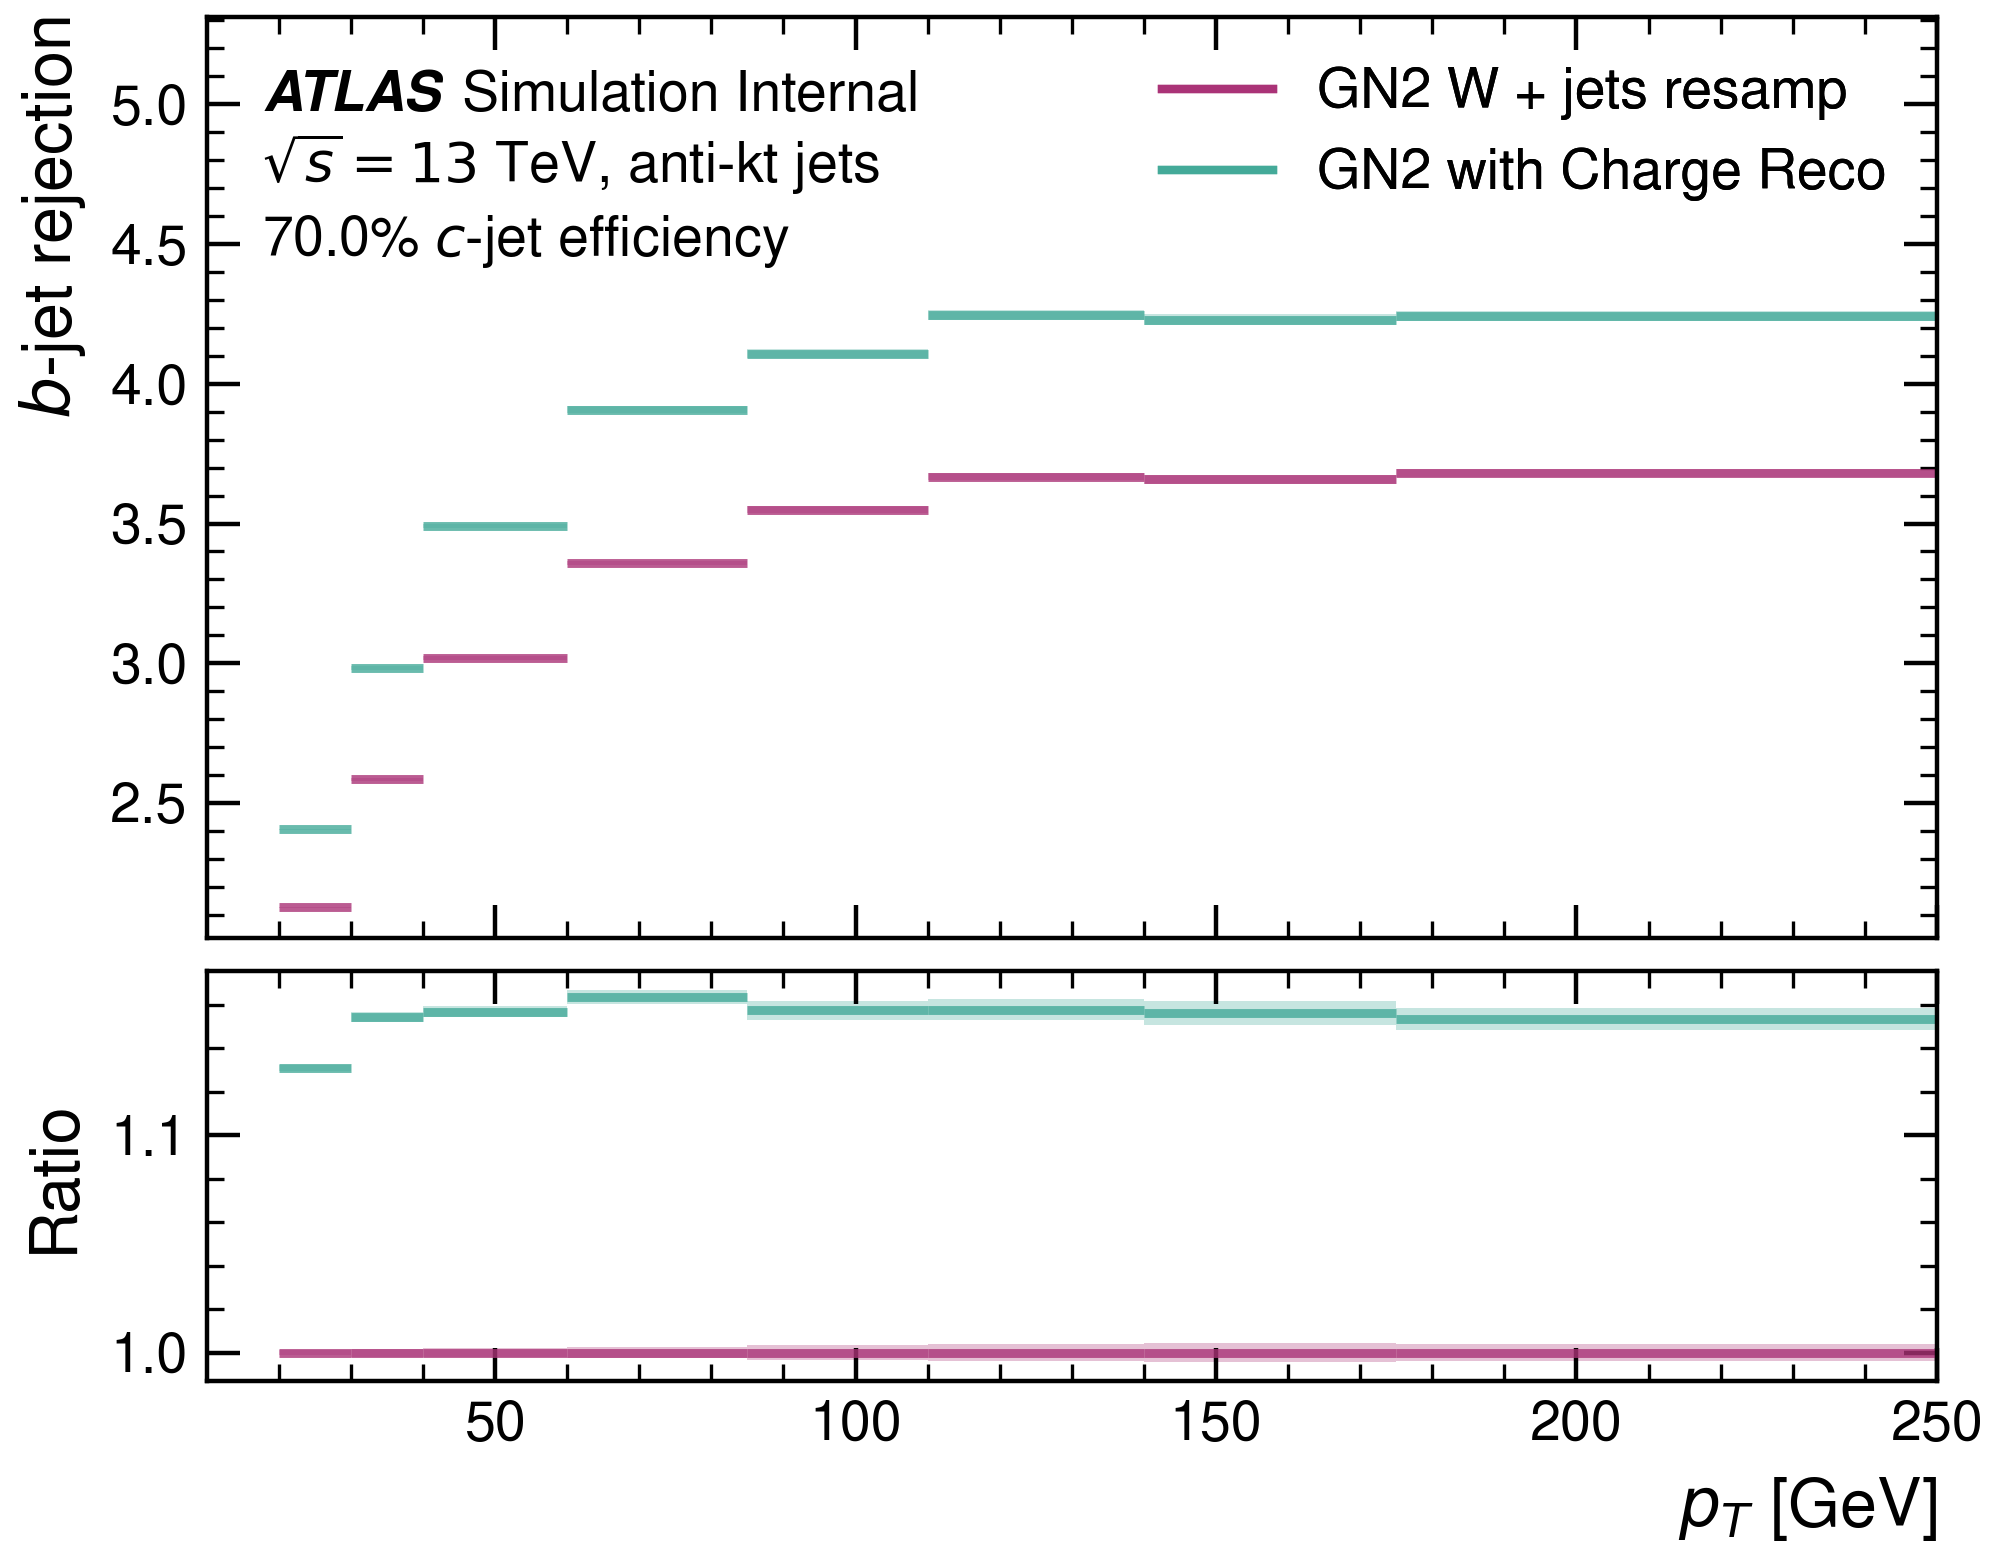 b-jet rejection
5.0
4.5
4.0
3.5
3.0
2.5
ATLAS Simulation Internal
√s = 13 TeV, anti-kt jets
70.0% c-jet efficiency
GN2 W + jets resamp
GN2 with Charge Reco
Ratio
1.1
1.0
50 100 150 200 250
pT [GeV]